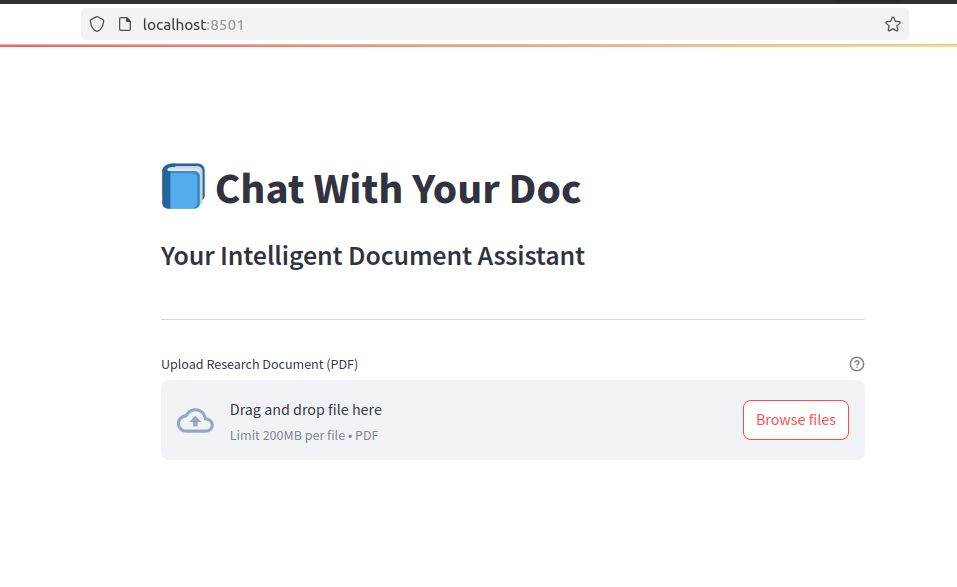 localhost:8501
Chat With Your Doc
Your Intelligent Document Assistant
Upload Research Document (PDF)
Drag and drop file here
Limit 200MB per file • PDF
Browse files